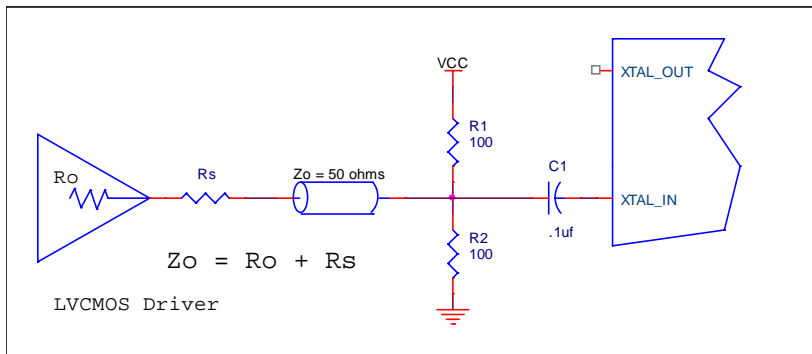 VCC
XTAL_OUT
R1
100
Ro
Rs
Zo = 50 ohms
C1
XTAL_IN
.1uf
R2
100
Zo = Ro + Rs
LVCMOS Driver